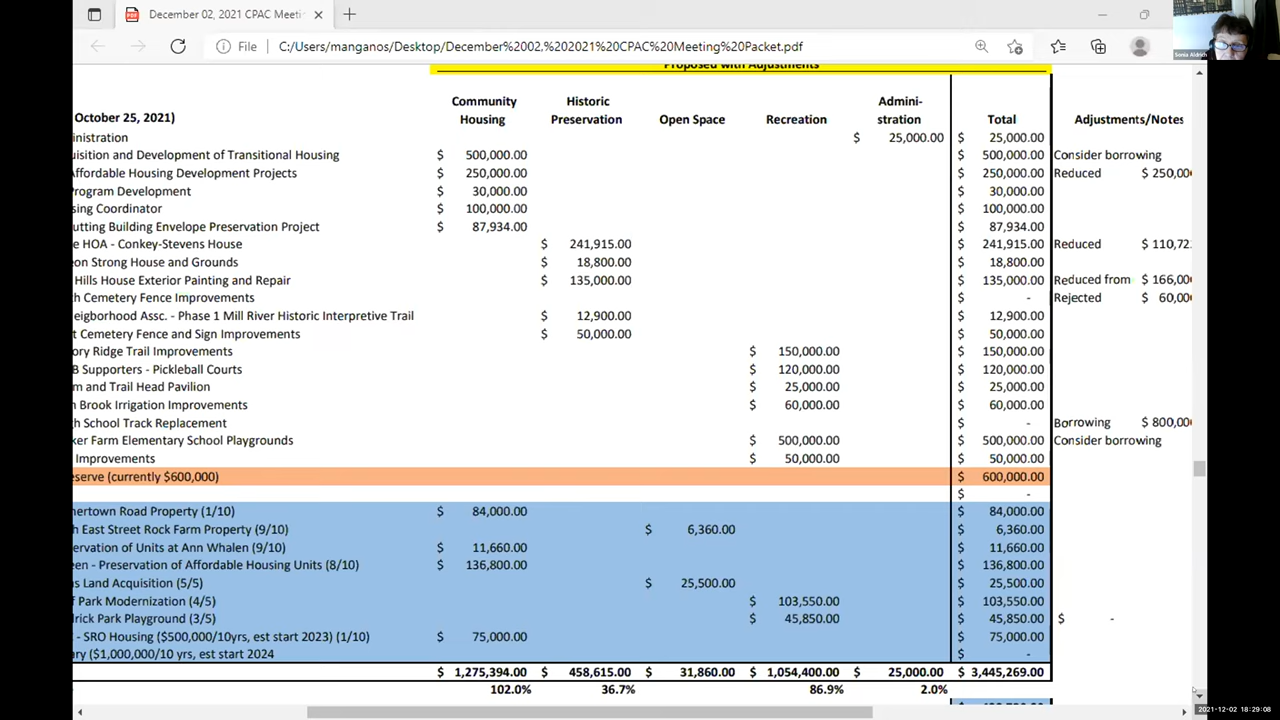 December 02, 2021 CPAC Meeti
File C:/Users/manganos/Desktop/December%2002,%202021%20CPAC%20Meeting%20Packet.pdf
Sonia Aldrich
Proposed with Adjustments
October 25, 2021) Community Housing Historic Preservation Open Space Recreation Admini- stration Total Adjustments/Notes
inistration $ 25,000.00 $ 25,000.00
uisition and Development of Transitional Housing $ 500,000.00 $ 500,000.00 Consider borrowing
Affordable Housing Development Projects $ 250,000.00 $ 250,000.00 Reduced $ 250,00
Program Development $ 30,000.00 $ 30,000.00
sing Coordinator $ 100,000.00 $ 100,000.00
utting Building Envelope Preservation Project $ 87,934.00 $ 87,934.00
e HOA - Conkey-Stevens House $ 241,915.00 $ 241,915.00 Reduced $ 110,72
on Strong House and Grounds $ 18,800.00 $ 18,800.00
Hills House Exterior Painting and Repair $ 135,000.00 $ 135,000.00 Reduced from $ 166,00
h Cemetery Fence Improvements $ - Rejected $ 60,00
eighborhood Assc. - Phase 1 Mill River Historic Interpretive Trail $ 12,900.00 $ 12,900.00
t Cemetery Fence and Sign Improvements $ 50,000.00 $ 50,000.00
ory Ridge Trail Improvements $ 150,000.00 $ 150,000.00
B Supporters - Pickleball Courts $ 120,000.00 $ 120,000.00
m and Trail Head Pavilion $ 25,000.00 $ 25,000.00
n Brook Irrigation Improvements $ 60,000.00 $ 60,000.00
gh School Track Replacement $ - Borrowing $ 800,00
ker Farm Elementary School Playgrounds $ 500,000.00 $ 500,000.00 Consider borrowing
Improvements $ 50,000.00 $ 50,000.00
eserve (currently $600,000) $ 600,000.00
$ -
hertown Road Property (1/10) $ 84,000.00 $ 84,000.00
h East Street Rock Farm Property (9/10) $ 6,360.00 $ 6,360.00
ervation of Units at Ann Whalen (9/10) $ 11,660.00 $ 11,660.00
een - Preservation of Affordable Housing Units (8/10) $ 136,800.00 $ 136,800.00
s Land Acquisition (5/5) $ 25,500.00 $ 25,500.00
f Park Modernization (4/5) $ 103,550.00 $ 103,550.00
drick Park Playground (3/5) $ 45,850.00 $ 45,850.00 $ -
- SRO Housing ($500,000/10yrs, est start 2023) (1/10) $ 75,000.00 $ 75,000.00
ary ($1,000,000/10 yrs, est start 2024 $ -
$ 1,275,394.00 $ 458,615.00 $ 31,860.00 $ 1,054,400.00 $ 25,000.00 $ 3,445,269.00
102.0% 36.7% 86.9% 2.0%
2021-12-02 18:29:08